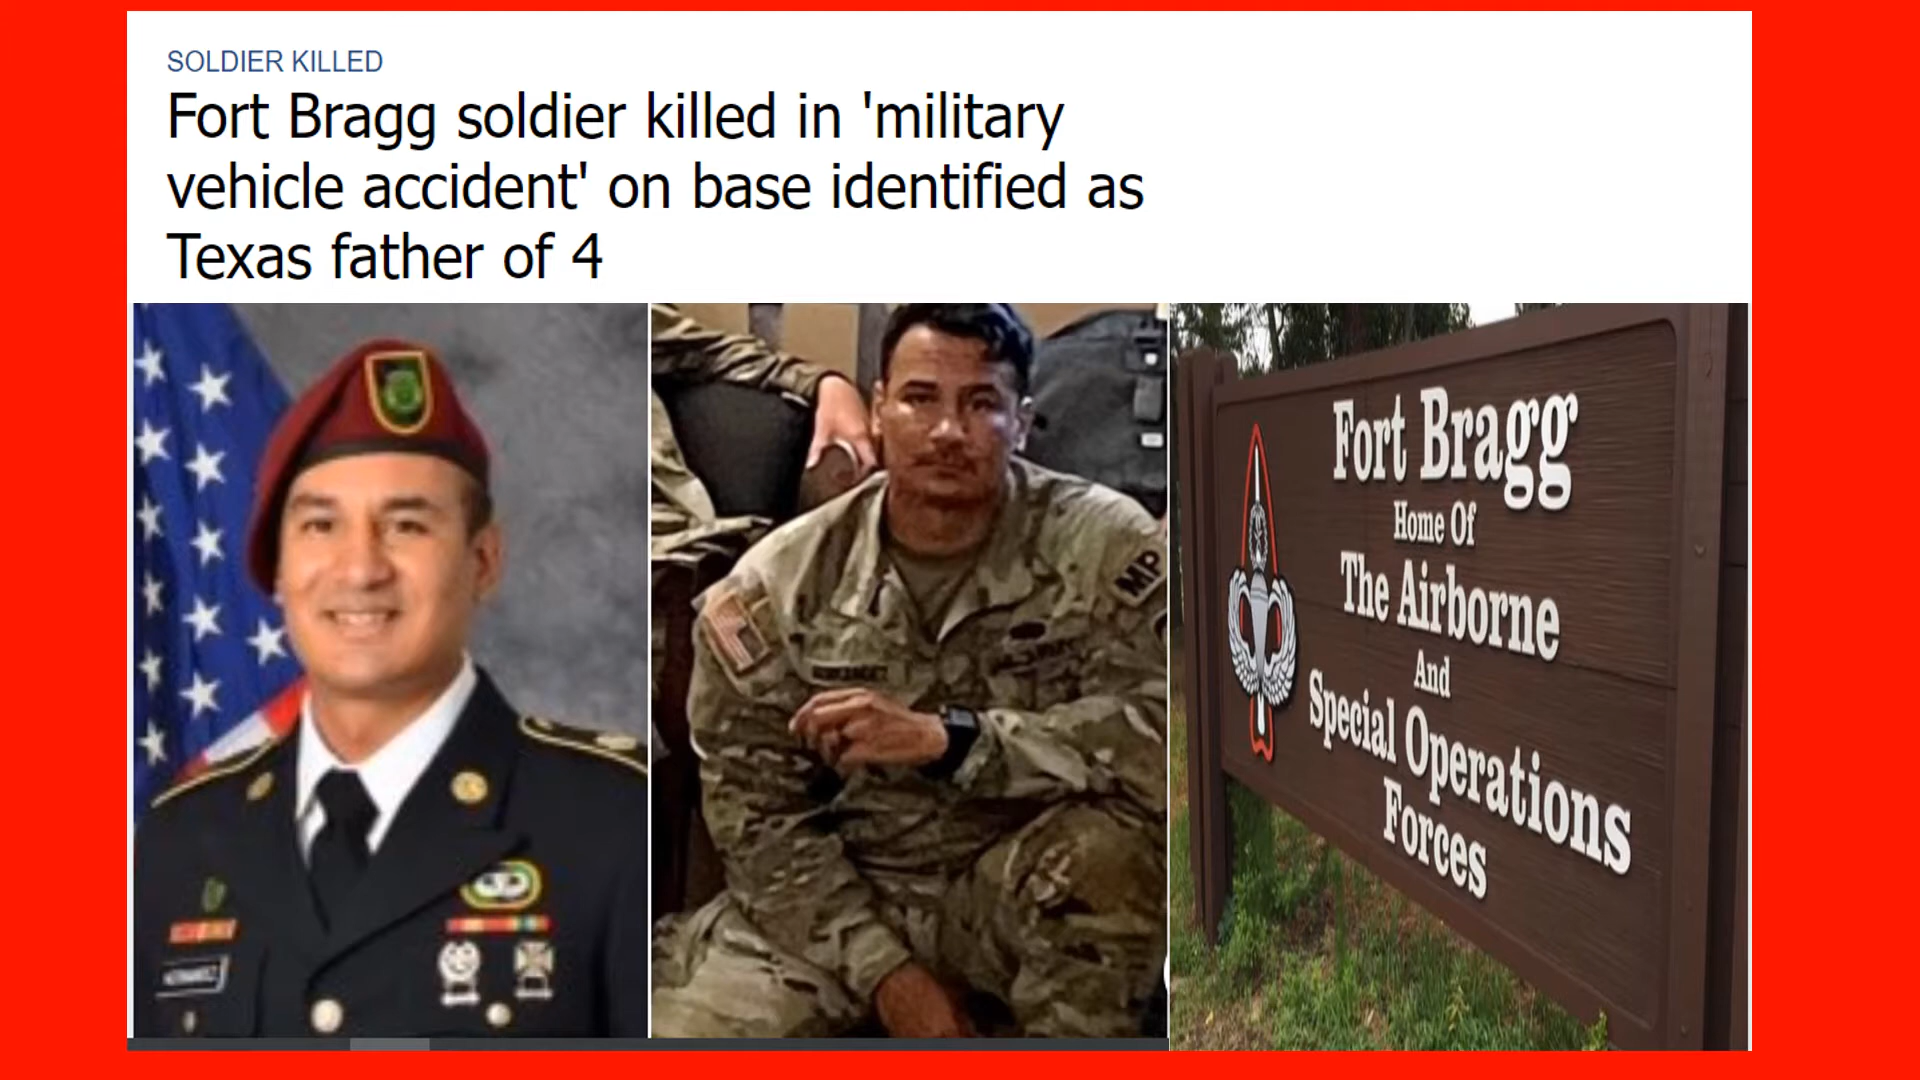 SOLDIER KILLED
Fort Bragg soldier killed in 'military
vehicle accident' on base identified as
Texas father of 4
MP
Fort Bragg
Home Of
The Airborne
And
Special Operations
Forces